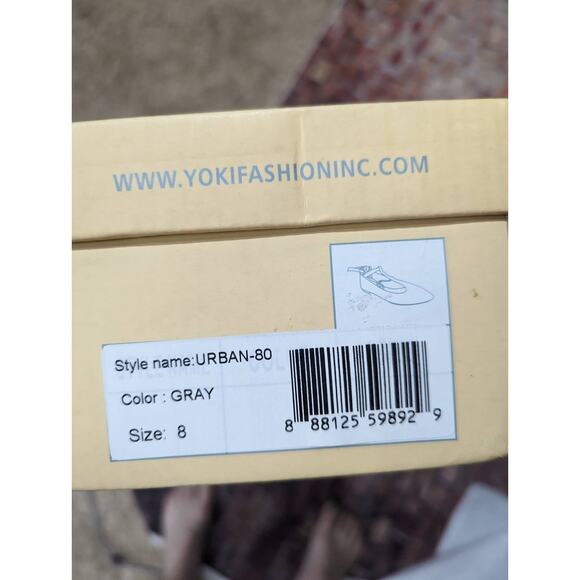 WWW.YOKIFASHIONINC.COM
Style name:URBAN-80
Color : GRAY
Size: 8
8 88125 59892 9